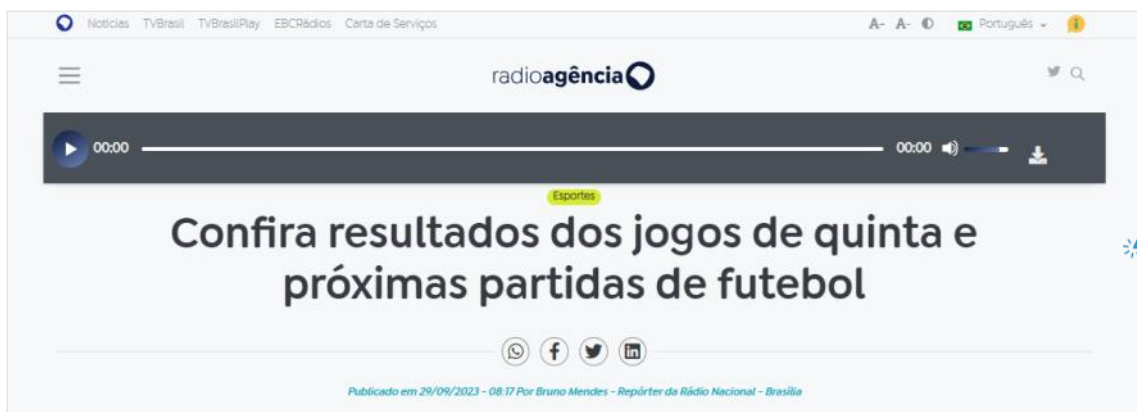 Notícias TVBrasil TVBrasilPlay EBCRádios Carta de Serviços A- A- Português
radioagência
00:00 00:00
Esportes
Confira resultados dos jogos de quinta e
próximas partidas de futebol
Publicado em 29/09/2023 - 08:17 Por Bruno Mendes - Repórter da Rádio Nacional - Brasília